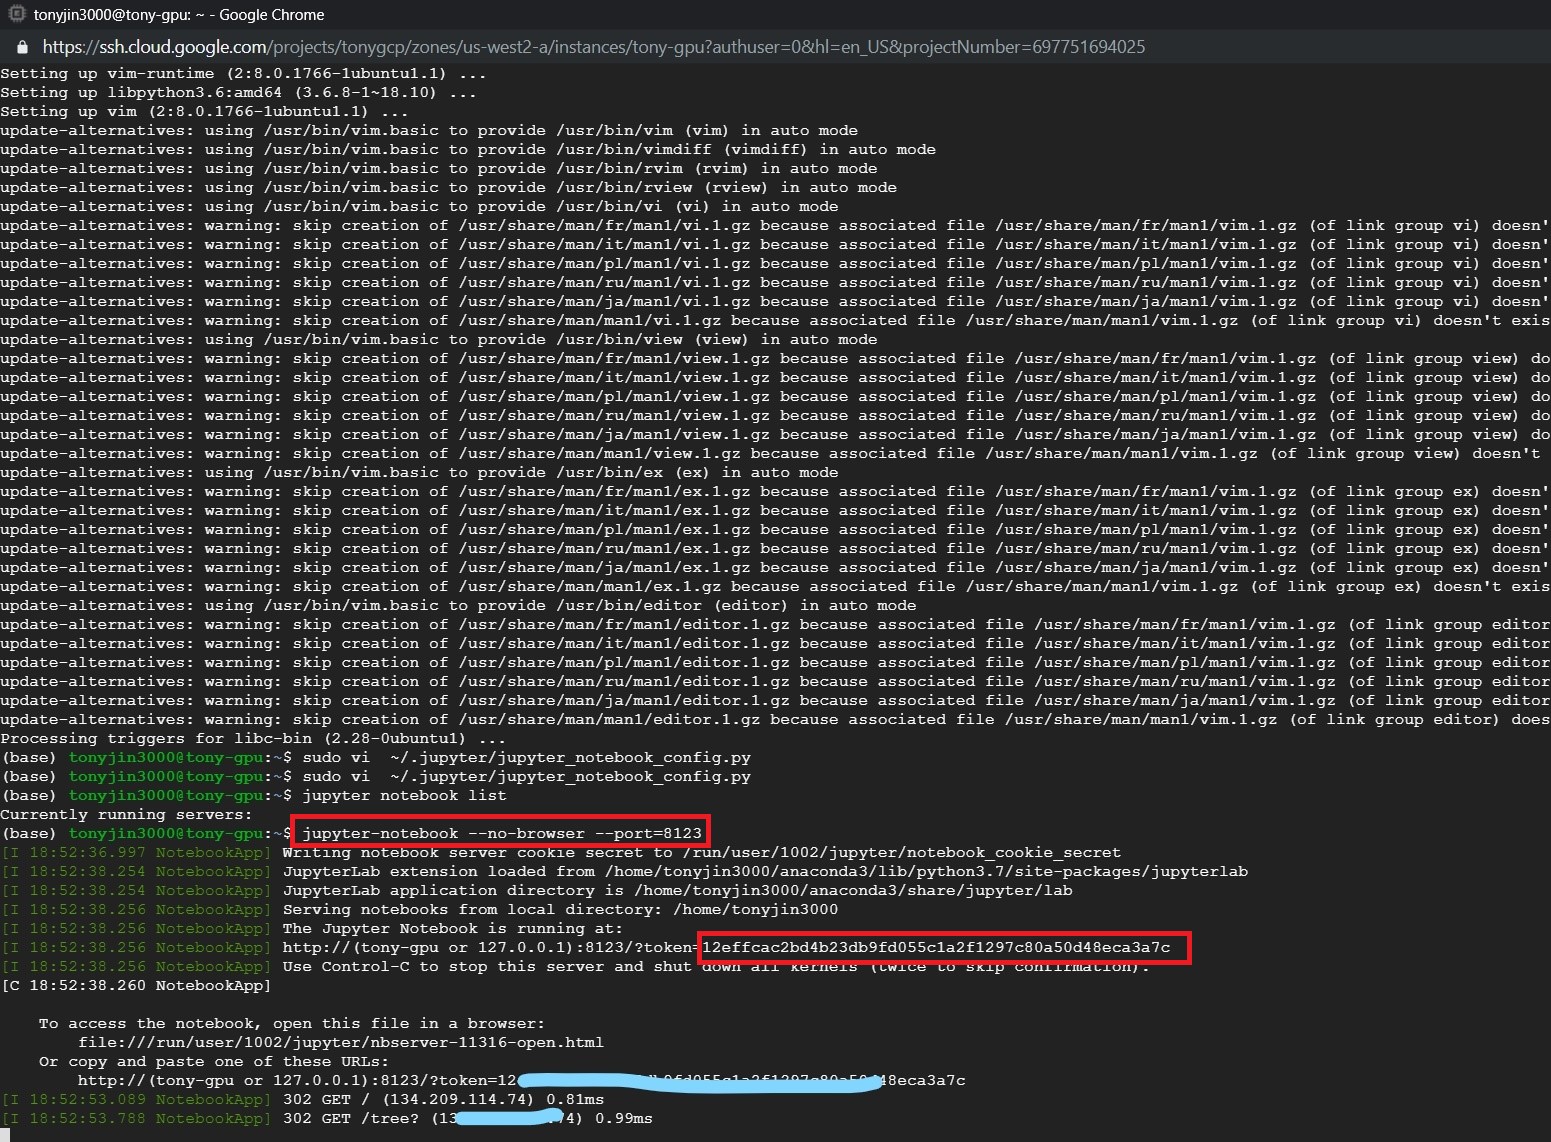 tonyjin3000@tony-gpu: ~ - Google Chrome
https://ssh.cloud.google.com/projects/tonygcp/zones/us-west2-a/instances/tony-gpu?authuser=0&hl=en_US&projectNumber=697751694025
Setting up vim-runtime (2:8.0.1766-1ubuntu1.1) ...
Setting up libpython3.6:amd64 (3.6.8-1~18.10) ...
Setting up vim (2:8.0.1766-1ubuntu1.1) ...
update-alternatives: using /usr/bin/vim.basic to provide /usr/bin/vim (vim) in auto mode
update-alternatives: using /usr/bin/vim.basic to provide /usr/bin/vimdiff (vimdiff) in auto mode
update-alternatives: using /usr/bin/vim.basic to provide /usr/bin/rvim (rvim) in auto mode
update-alternatives: using /usr/bin/vim.basic to provide /usr/bin/rview (rview) in auto mode
update-alternatives: using /usr/bin/vim.basic to provide /usr/bin/vi (vi) in auto mode
update-alternatives: warning: skip creation of /usr/share/man/fr/man1/vi.1.gz because associated file /usr/share/man/fr/man1/vim.1.gz (of link group vi) doesn'
update-alternatives: warning: skip creation of /usr/share/man/it/man1/vi.1.gz because associated file /usr/share/man/it/man1/vim.1.gz (of link group vi) doesn'
update-alternatives: warning: skip creation of /usr/share/man/pl/man1/vi.1.gz because associated file /usr/share/man/pl/man1/vim.1.gz (of link group vi) doesn'
update-alternatives: warning: skip creation of /usr/share/man/ru/man1/vi.1.gz because associated file /usr/share/man/ru/man1/vim.1.gz (of link group vi) doesn'
update-alternatives: warning: skip creation of /usr/share/man/ja/man1/vi.1.gz because associated file /usr/share/man/ja/man1/vim.1.gz (of link group vi) doesn'
update-alternatives: warning: skip creation of /usr/share/man/man1/vi.1.gz because associated file /usr/share/man/man1/vim.1.gz (of link group vi) doesn't exis
update-alternatives: using /usr/bin/vim.basic to provide /usr/bin/view (view) in auto mode
update-alternatives: warning: skip creation of /usr/share/man/fr/man1/view.1.gz because associated file /usr/share/man/fr/man1/vim.1.gz (of link group view) do
update-alternatives: warning: skip creation of /usr/share/man/it/man1/view.1.gz because associated file /usr/share/man/it/man1/vim.1.gz (of link group view) do
update-alternatives: warning: skip creation of /usr/share/man/pl/man1/view.1.gz because associated file /usr/share/man/pl/man1/vim.1.gz (of link group view) do
update-alternatives: warning: skip creation of /usr/share/man/ru/man1/view.1.gz because associated file /usr/share/man/ru/man1/vim.1.gz (of link group view) do
update-alternatives: warning: skip creation of /usr/share/man/ja/man1/view.1.gz because associated file /usr/share/man/ja/man1/vim.1.gz (of link group view) do
update-alternatives: warning: skip creation of /usr/share/man/man1/view.1.gz because associated file /usr/share/man/man1/vim.1.gz (of link group view) doesn't
update-alternatives: using /usr/bin/vim.basic to provide /usr/bin/ex (ex) in auto mode
update-alternatives: warning: skip creation of /usr/share/man/fr/man1/ex.1.gz because associated file /usr/share/man/fr/man1/vim.1.gz (of link group ex) doesn'
update-alternatives: warning: skip creation of /usr/share/man/it/man1/ex.1.gz because associated file /usr/share/man/it/man1/vim.1.gz (of link group ex) doesn'
update-alternatives: warning: skip creation of /usr/share/man/pl/man1/ex.1.gz because associated file /usr/share/man/pl/man1/vim.1.gz (of link group ex) doesn'
update-alternatives: warning: skip creation of /usr/share/man/ru/man1/ex.1.gz because associated file /usr/share/man/ru/man1/vim.1.gz (of link group ex) doesn'
update-alternatives: warning: skip creation of /usr/share/man/ja/man1/ex.1.gz because associated file /usr/share/man/ja/man1/vim.1.gz (of link group ex) doesn'
update-alternatives: warning: skip creation of /usr/share/man/man1/ex.1.gz because associated file /usr/share/man/man1/vim.1.gz (of link group ex) doesn't exis
update-alternatives: using /usr/bin/vim.basic to provide /usr/bin/editor (editor) in auto mode
update-alternatives: warning: skip creation of /usr/share/man/fr/man1/editor.1.gz because associated file /usr/share/man/fr/man1/vim.1.gz (of link group editor
update-alternatives: warning: skip creation of /usr/share/man/it/man1/editor.1.gz because associated file /usr/share/man/it/man1/vim.1.gz (of link group editor
update-alternatives: warning: skip creation of /usr/share/man/pl/man1/editor.1.gz because associated file /usr/share/man/pl/man1/vim.1.gz (of link group editor
update-alternatives: warning: skip creation of /usr/share/man/ru/man1/editor.1.gz because associated file /usr/share/man/ru/man1/vim.1.gz (of link group editor
update-alternatives: warning: skip creation of /usr/share/man/ja/man1/editor.1.gz because associated file /usr/share/man/ja/man1/vim.1.gz (of link group editor
update-alternatives: warning: skip creation of /usr/share/man/man1/editor.1.gz because associated file /usr/share/man/man1/vim.1.gz (of link group editor) does
Processing triggers for libc-bin (2.28-0ubuntu1) ...
(base) tonyjin3000@tony-gpu:~$ sudo vi  ~/.jupyter/jupyter_notebook_config.py
(base) tonyjin3000@tony-gpu:~$ sudo vi  ~/.jupyter/jupyter_notebook_config.py
(base) tonyjin3000@tony-gpu:~$ jupyter notebook list
Currently running servers:
(base) tonyjin3000@tony-gpu:~$ jupyter-notebook --no-browser --port=8123
[I 18:52:36.997 NotebookApp] Writing notebook server cookie secret to /run/user/1002/jupyter/notebook_cookie_secret
[I 18:52:38.254 NotebookApp] JupyterLab extension loaded from /home/tonyjin3000/anaconda3/lib/python3.7/site-packages/jupyterlab
[I 18:52:38.254 NotebookApp] JupyterLab application directory is /home/tonyjin3000/anaconda3/share/jupyter/lab
[I 18:52:38.256 NotebookApp] Serving notebooks from local directory: /home/tonyjin3000
[I 18:52:38.256 NotebookApp] The Jupyter Notebook is running at:
[I 18:52:38.256 NotebookApp] http://(tony-gpu or 127.0.0.1):8123/?token=12effcac2bd4b23db9fd055c1a2f1297c80a50d48eca3a7c
[I 18:52:38.256 NotebookApp] Use Control-C to stop this server and shut down all kernels (twice to skip confirmation).
[C 18:52:38.260 NotebookApp]
To access the notebook, open this file in a browser:
file:///run/user/1002/jupyter/nbserver-11316-open.html
Or copy and paste one of these URLs:
http://(tony-gpu or 127.0.0.1):8123/?token=12 48eca3a7c
[I 18:52:53.089 NotebookApp] 302 GET / (134.209.114.74) 0.81ms
[I 18:52:53.788 NotebookApp] 302 GET /tree? (13 74) 0.99ms